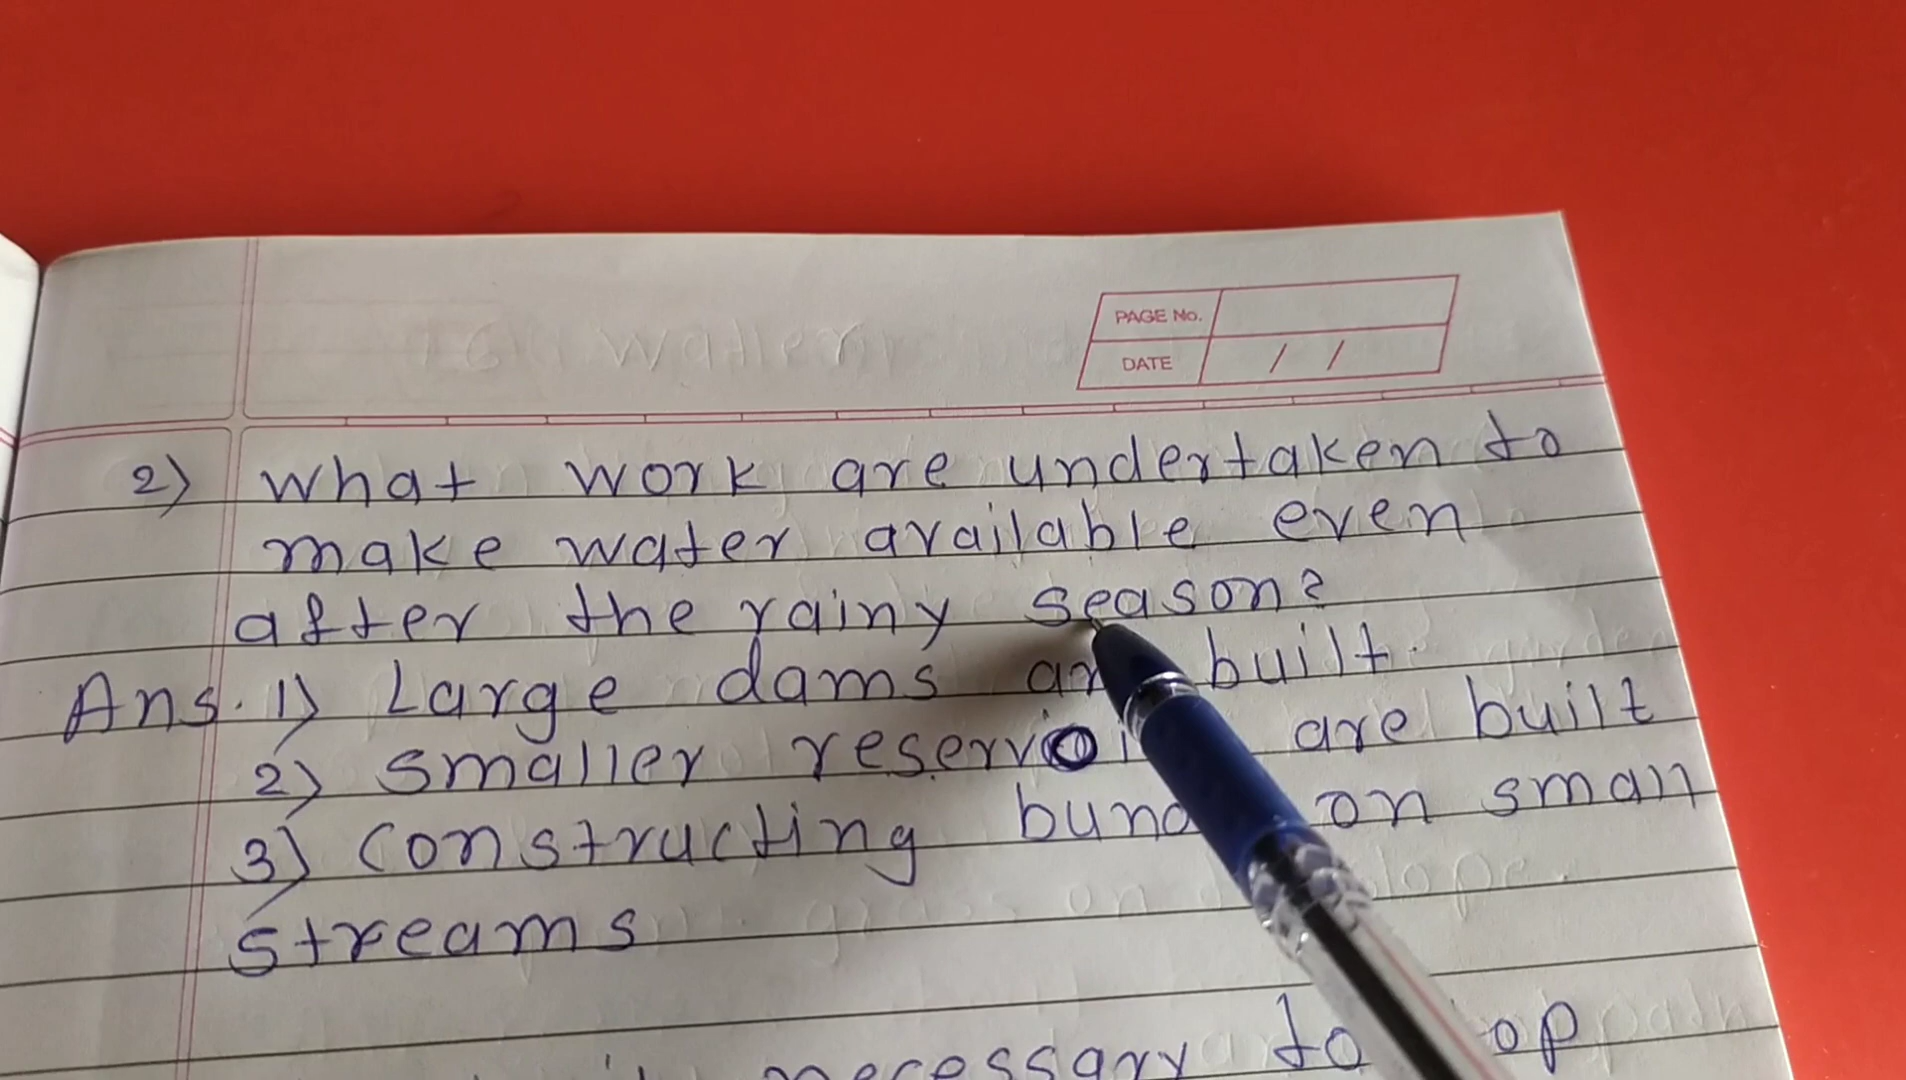 PAGE No.
DATE / /
2) What work are undertaken to
make water available even
after the rainy season?
Ans. 1) Large dams built
2) smaller are built
3) constructing on small
streams
necessary to